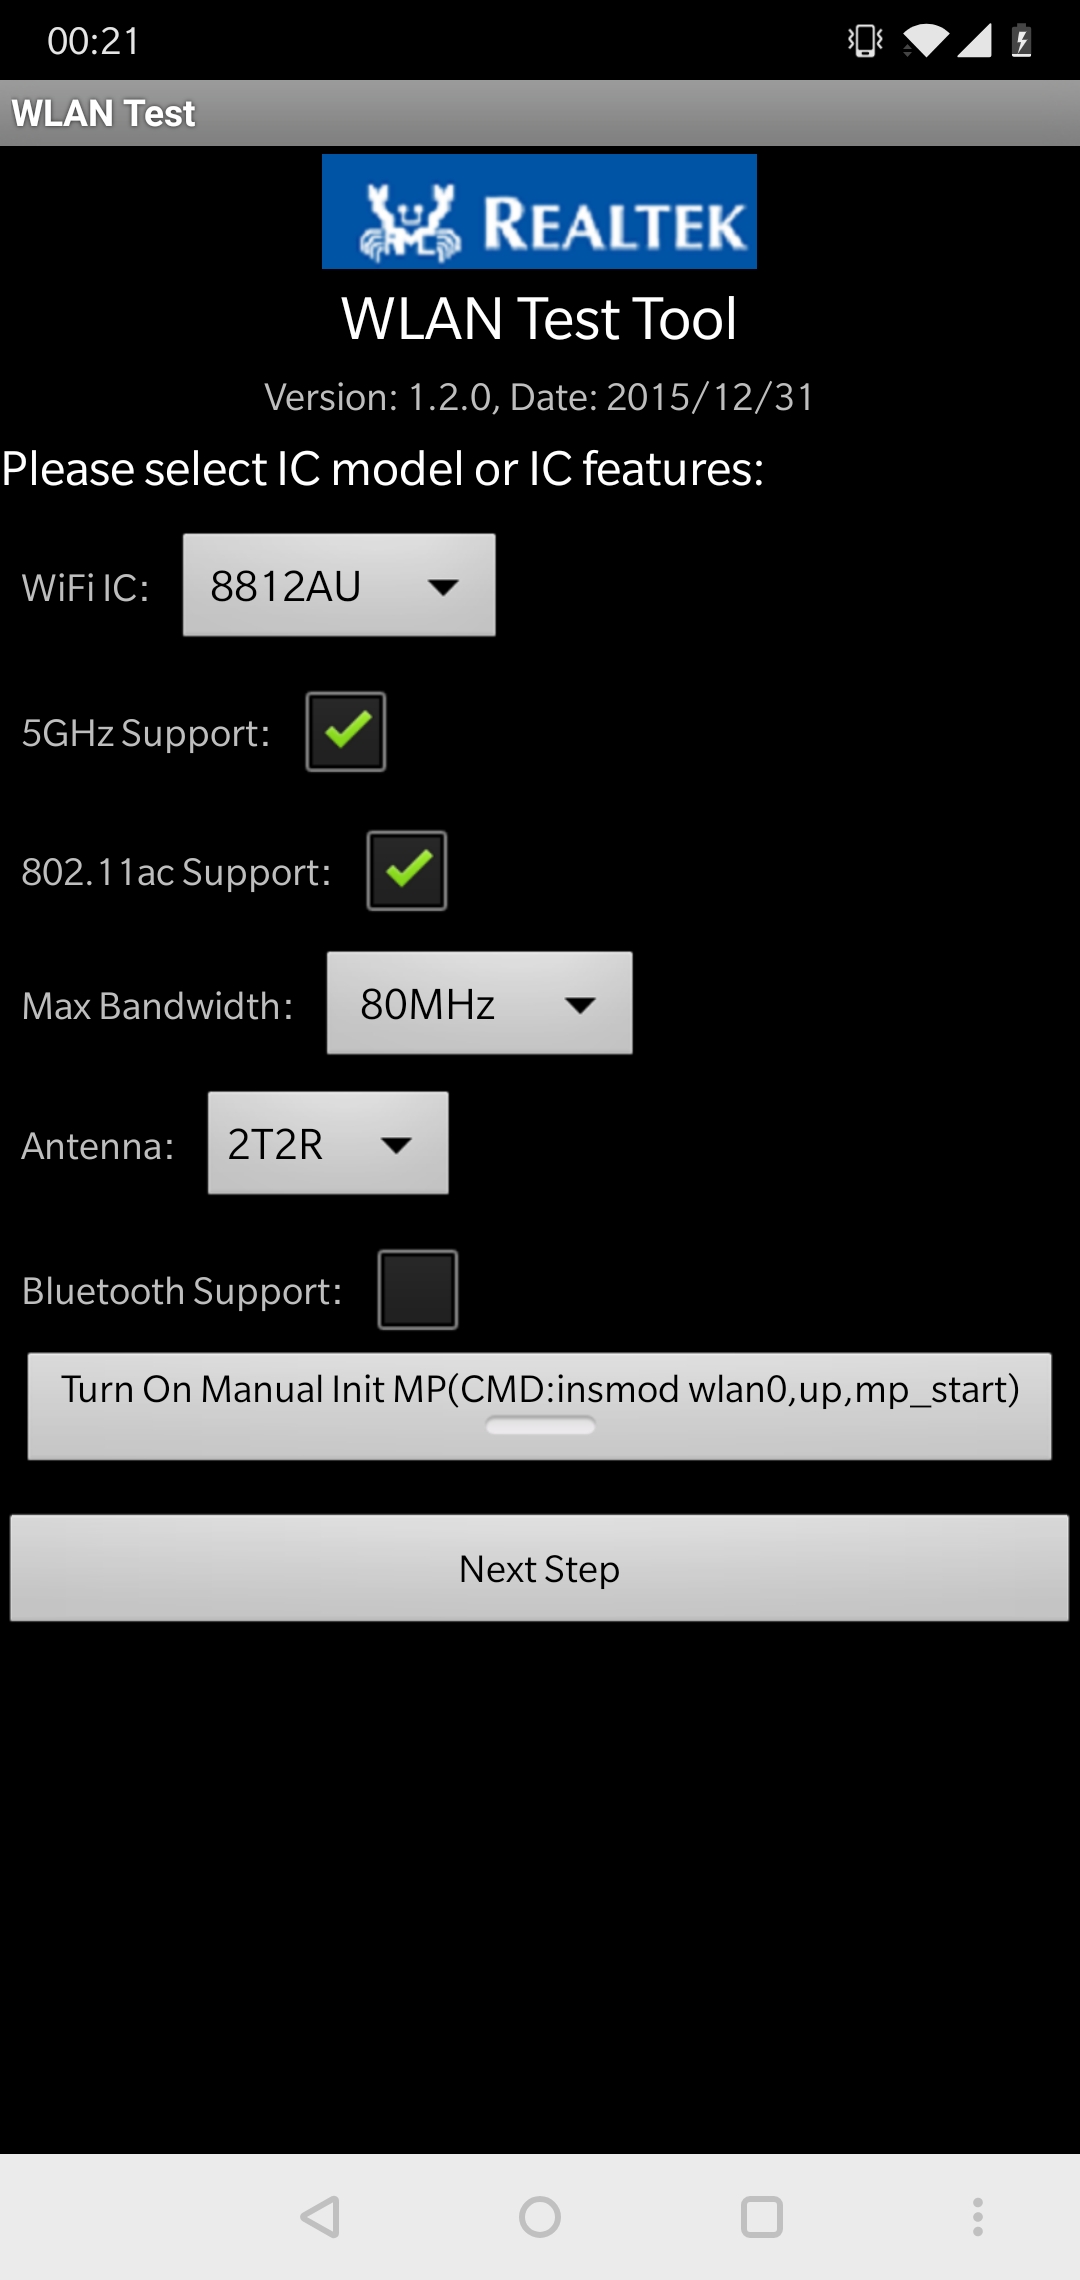 00:21
WLAN Test
REALTEK
WLAN Test Tool
Version: 1.2.0, Date: 2015/12/31
Please select IC model or IC features:
WiFi IC: 8812AU
5GHz Support:
802.11ac Support:
Max Bandwidth: 80MHz
Antenna: 2T2R
Bluetooth Support:
Turn On Manual Init MP(CMD:insmod wlan0,up,mp_start)
Next Step